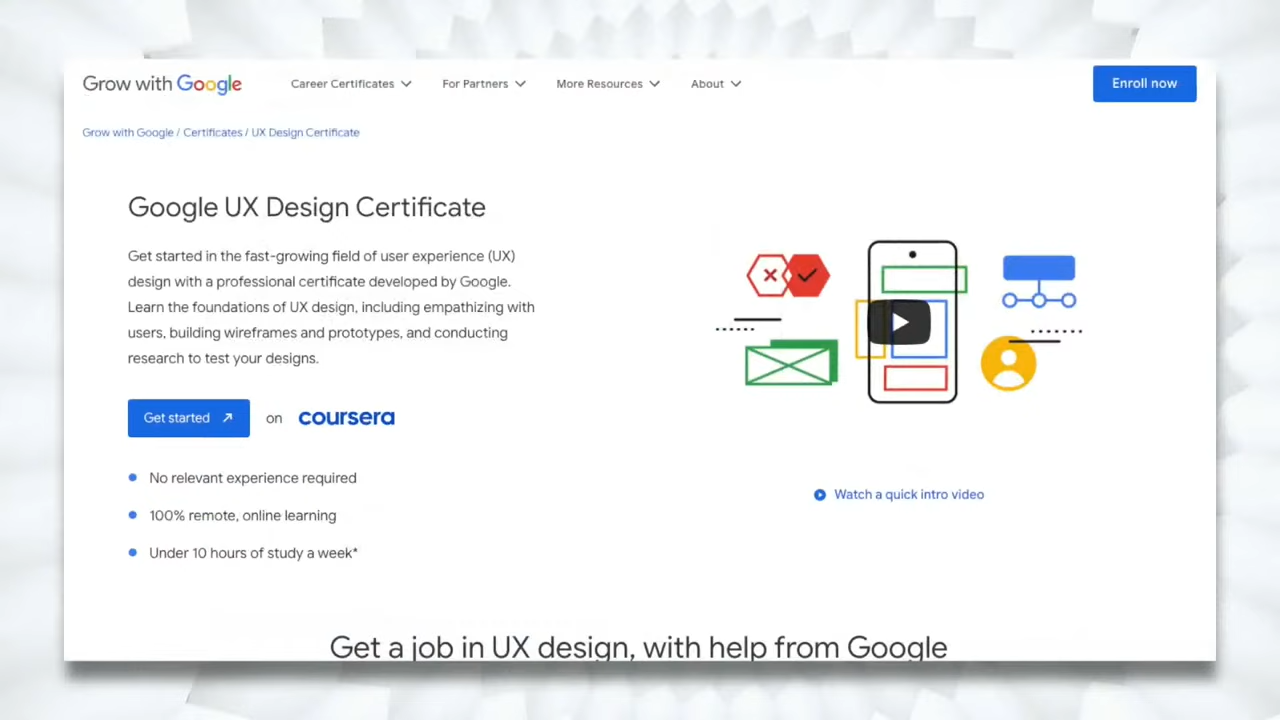 Grow with Google
Career Certificates
For Partners
More Resources
About
Enroll now
Grow with Google / Certificates / UX Design Certificate
Google UX Design Certificate
Get started in the fast-growing field of user experience (UX)
design with a professional certificate developed by Google.
Learn the foundations of UX design, including empathizing with
users, building wireframes and prototypes, and conducting
research to test your designs.
Get started
on
coursera
No relevant experience required
100% remote, online learning
Under 10 hours of study a week*
Watch a quick intro video
Get a job in UX design, with help from Google